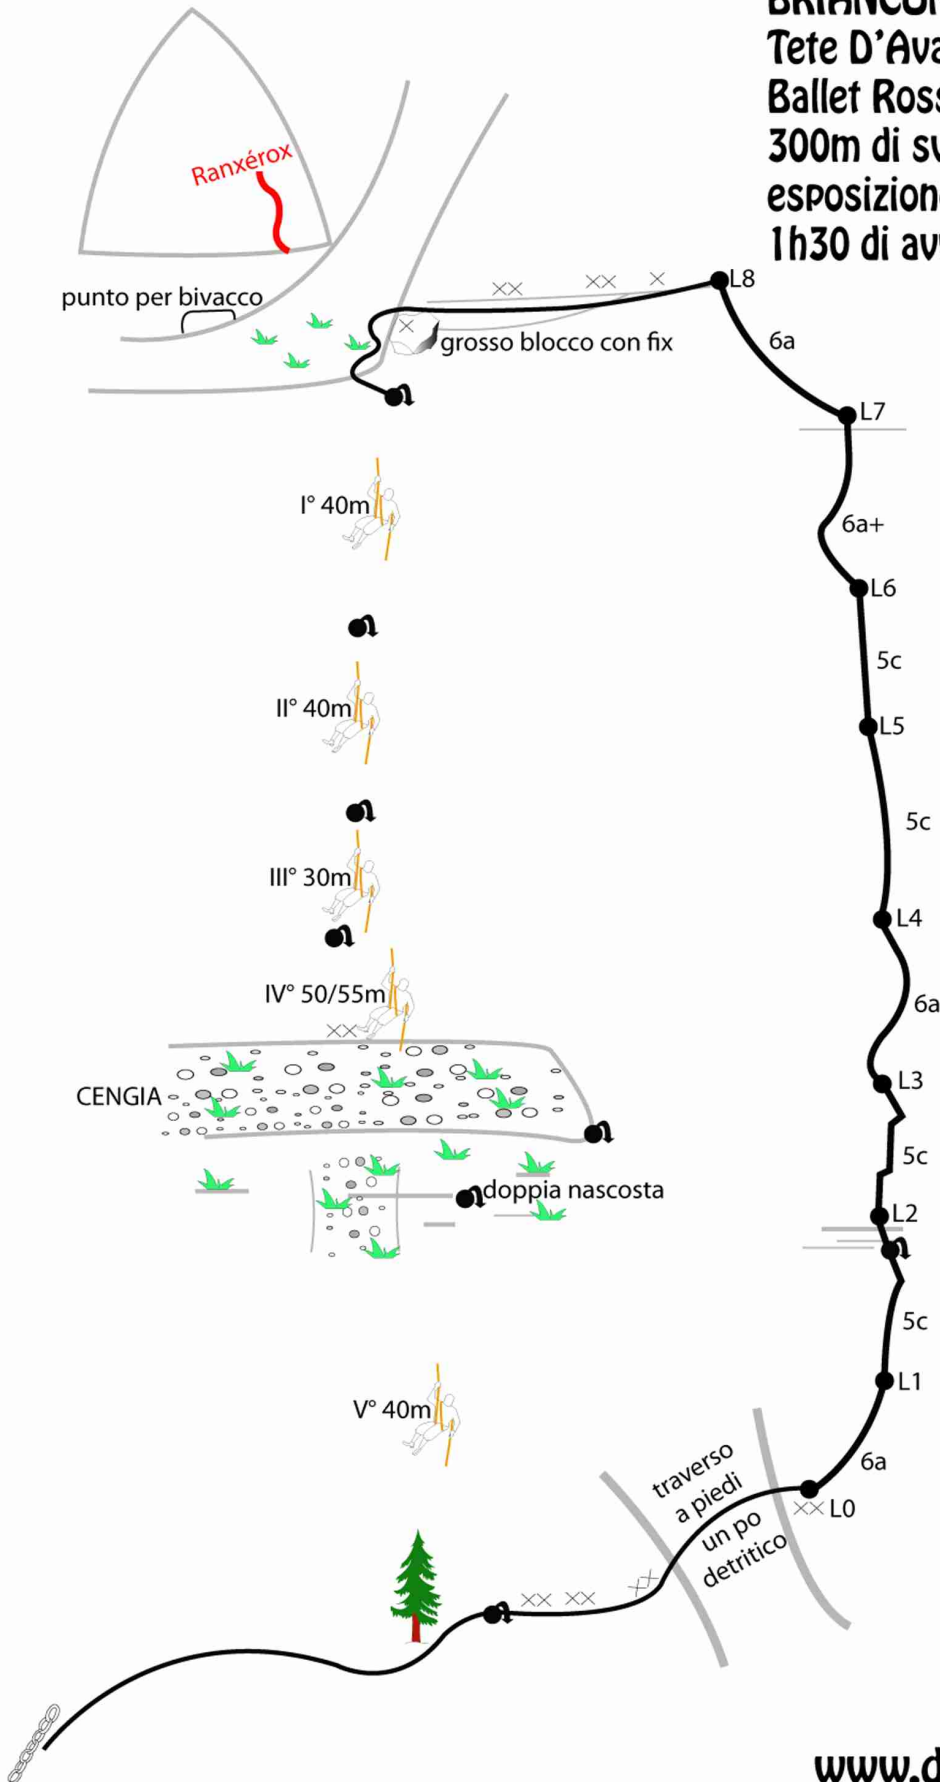 Tete D'Ava
Ballet Ross
300m di su
esposizion
1h30 di av
Ranxérox
punto per bivacco
L8
6a
grosso blocco con fix
L7
I° 40m
6a+
L6
5c
II° 40m
L5
5c
III° 30m
L4
IV° 50/55m
6a
L3
CENGIA
5c
doppia nascosta
L2
5c
L1
V° 40m
6a
traverso
a piedi
L0
un po
detritico
www.d